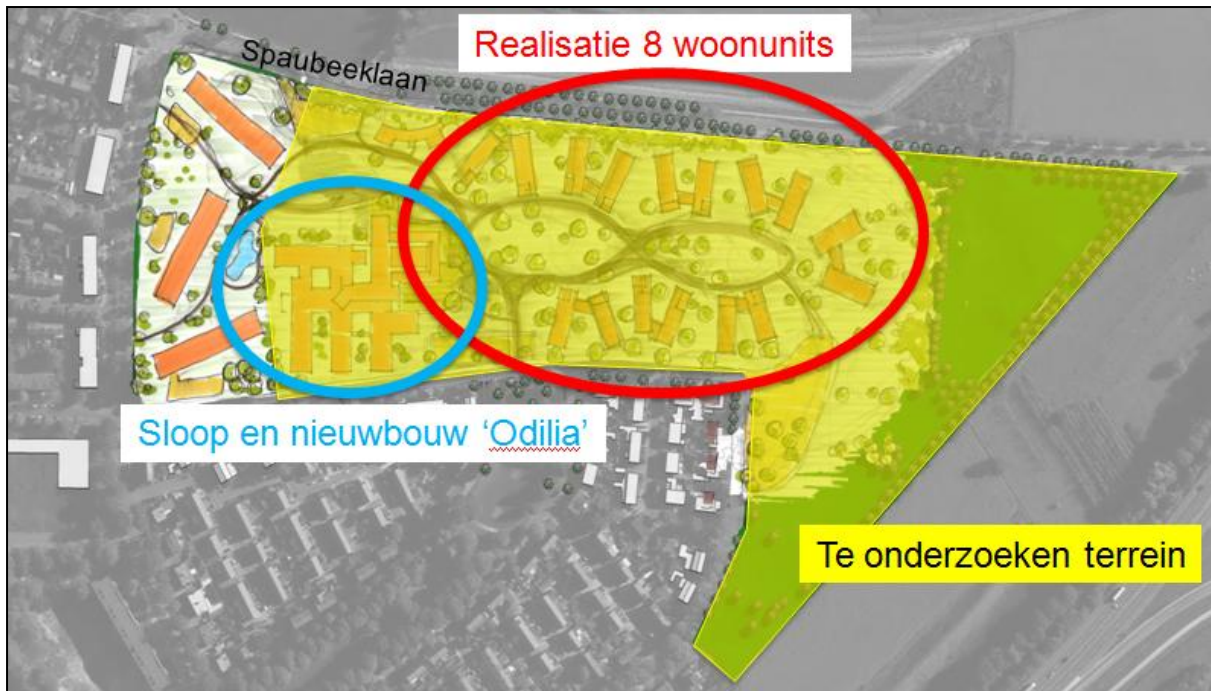 Realisatie 8 woonunits
Spaubeeklaan
Sloop en nieuwbouw ‘Odilia’
Te onderzoeken terrein